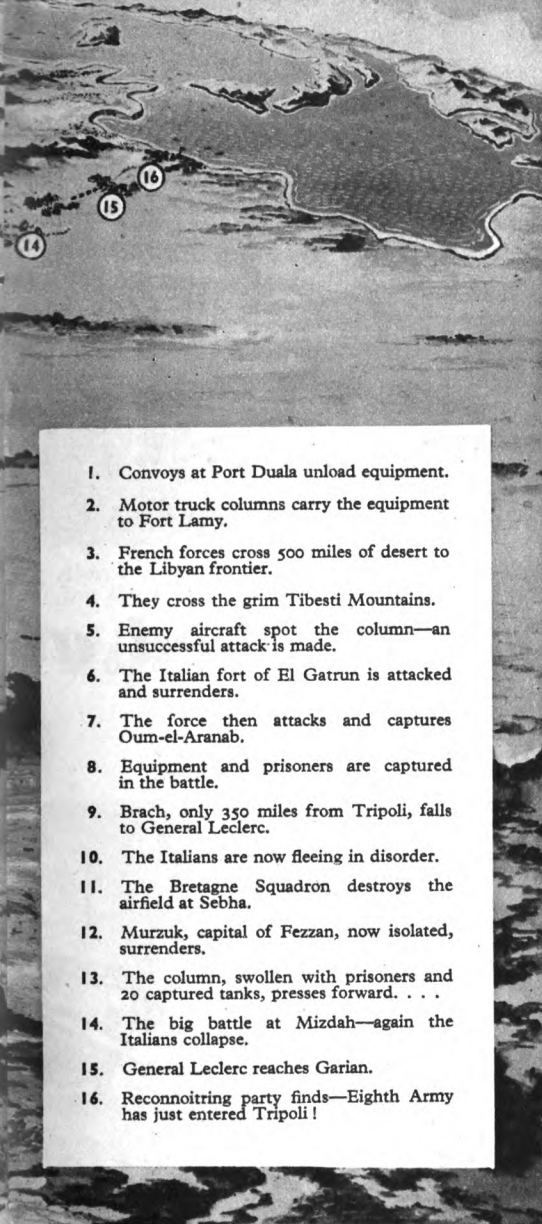 16
15
14
1. Convoys at Port Duala unload equipment.
2. Motor truck columns carry the equipment
to Fort Lamy.
3. French forces cross 500 miles of desert to
the Libyan frontier.
4. They cross the grim Tibesti Mountains.
5. Enemy aircraft spot the column—an
unsuccessful attack is made.
6. The Italian fort of El Gatrun is attacked
and surrenders.
7. The force then attacks and captures
Oum-el-Aranab.
8. Equipment and prisoners are captured
in the battle.
9. Brach, only 350 miles from Tripoli, falls
to General Leclerc.
10. The Italians are now fleeing in disorder.
11. The Bretagne Squadron destroys the
airfield at Sebha.
12. Murzuk, capital of Fezzan, now isolated,
surrenders.
13. The column, swollen with prisoners and
20 captured tanks, presses forward. . . .
14. The big battle at Mizdah—again the
Italians collapse.
15. General Leclerc reaches Garian.
16. Reconnoitring party finds—Eighth Army
has just entered Tripoli !